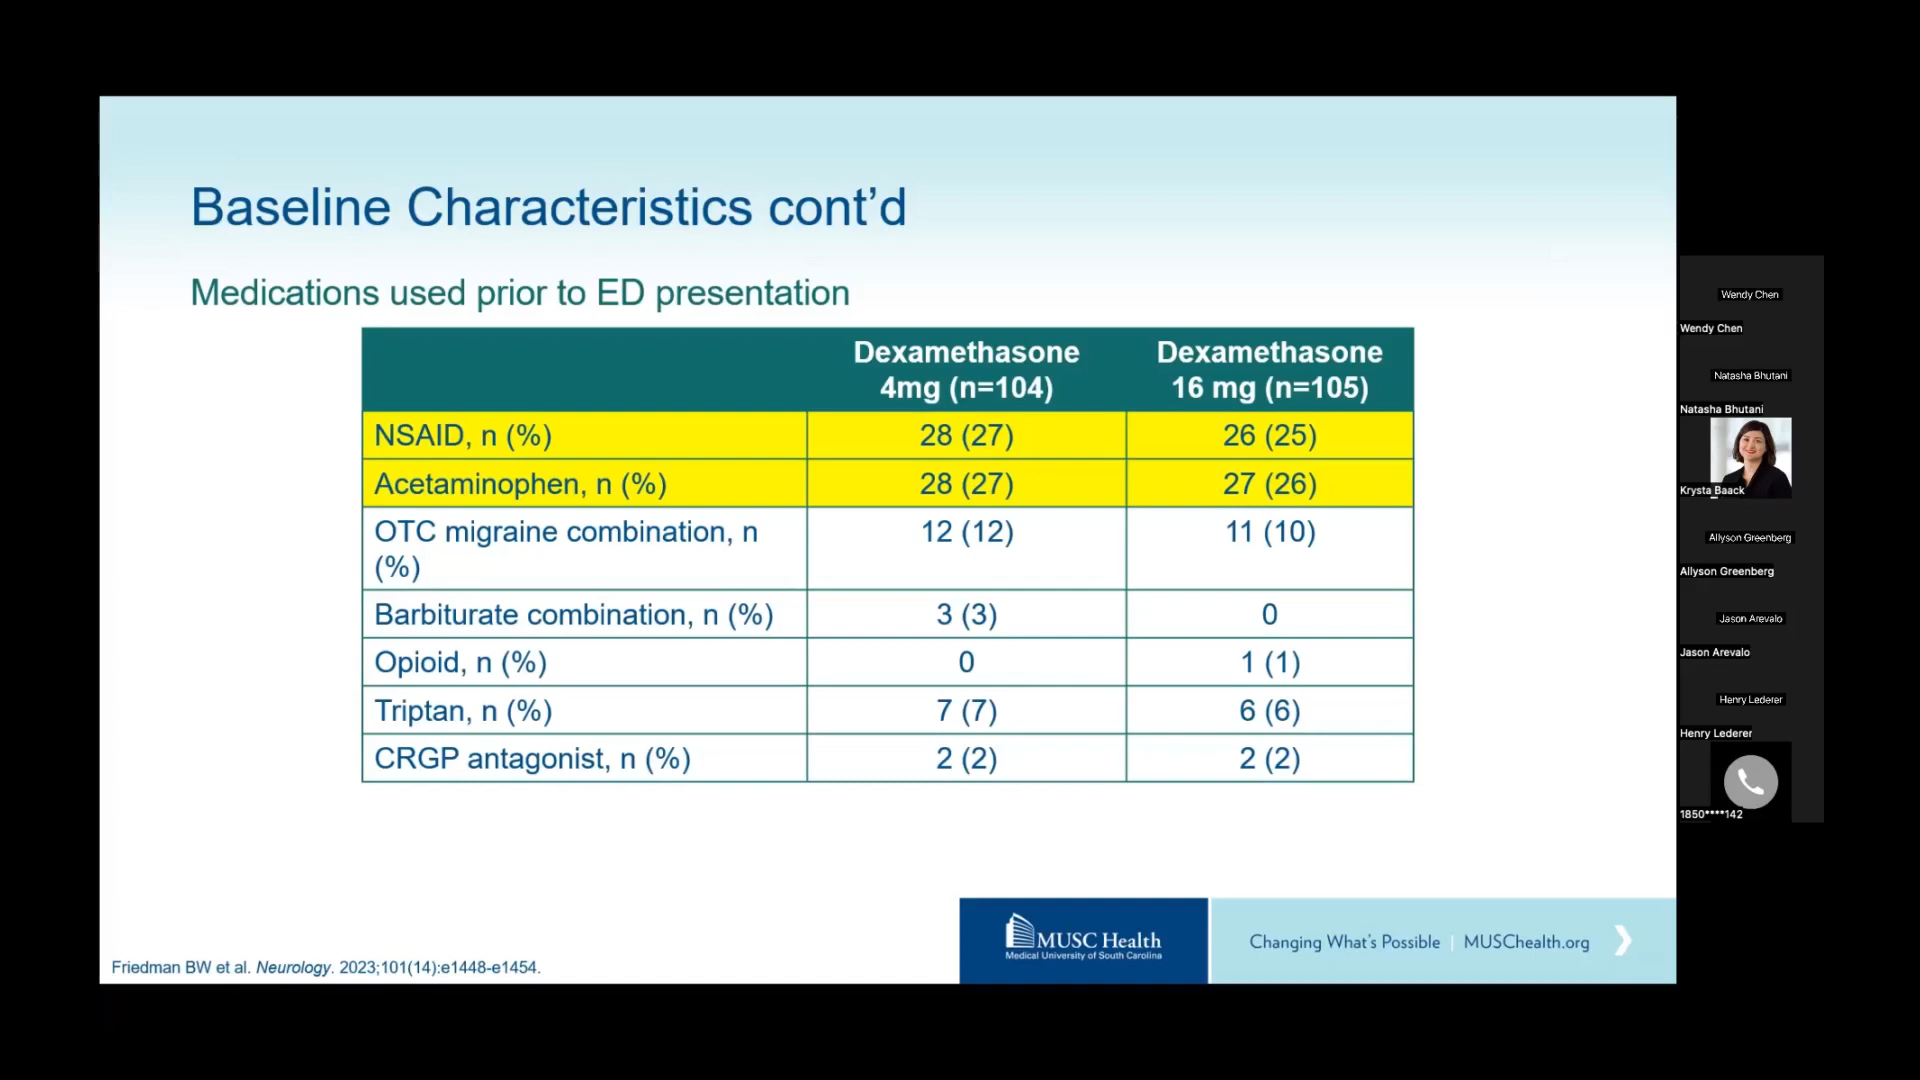 Baseline Characteristics cont’d
Medications used prior to ED presentation
Dexamethasone 4mg (n=104) Dexamethasone 16 mg (n=105)
NSAID, n (%) 28 (27) 26 (25)
Acetaminophen, n (%) 28 (27) 27 (26)
OTC migraine combination, n (%) 12 (12) 11 (10)
Barbiturate combination, n (%) 3 (3) 0
Opioid, n (%) 0 1 (1)
Triptan, n (%) 7 (7) 6 (6)
CRGP antagonist, n (%) 2 (2) 2 (2)
Friedman BW et al. Neurology. 2023;101(14):e1448-e1454.
MUSC Health
Medical University of South Carolina
Changing What’s Possible | MUSChealth.org
Wendy Chen
Wendy Chen
Natasha Bhutani
Natasha Bhutani
Krysta Baack
Allyson Greenberg
Allyson Greenberg
Jason Arevalo
Jason Arevalo
Henry Lederer
Henry Lederer
1850****142